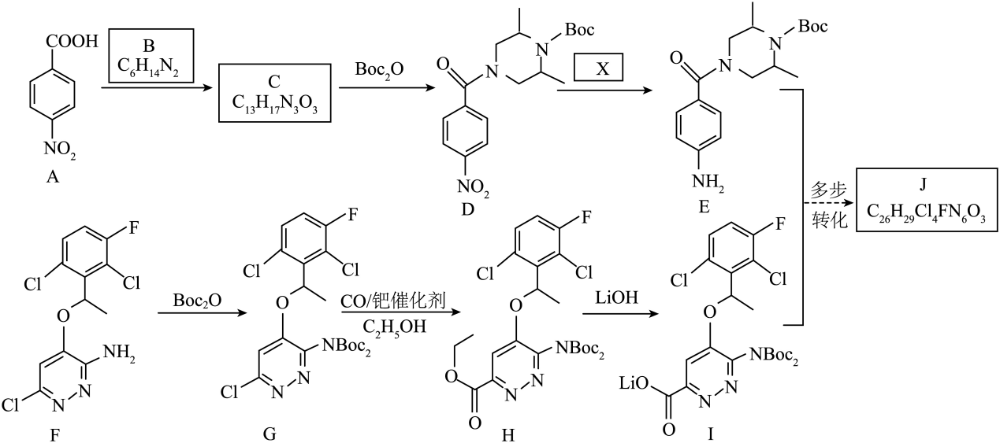 COOH
NO₂
A
B
C₆H₁₄N₂
C
C₁₃H₁₇N₃O₃
Boc₂O
Boc
N
N
O
NO₂
D
X
Boc
N
N
O
NH₂
E
多步
转化
J
C₂₆H₂₉Cl₄FN₆O₃
F
Cl
Cl
O
NH₂
N
N
Cl
F
Boc₂O
F
Cl
Cl
O
NBoc₂
N
N
Cl
G
CO/钯催化剂
C₂H₅OH
F
Cl
Cl
O
NBoc₂
N
N
O
O
H
LiOH
F
Cl
Cl
O
NBoc₂
N
N
LiO
O
I